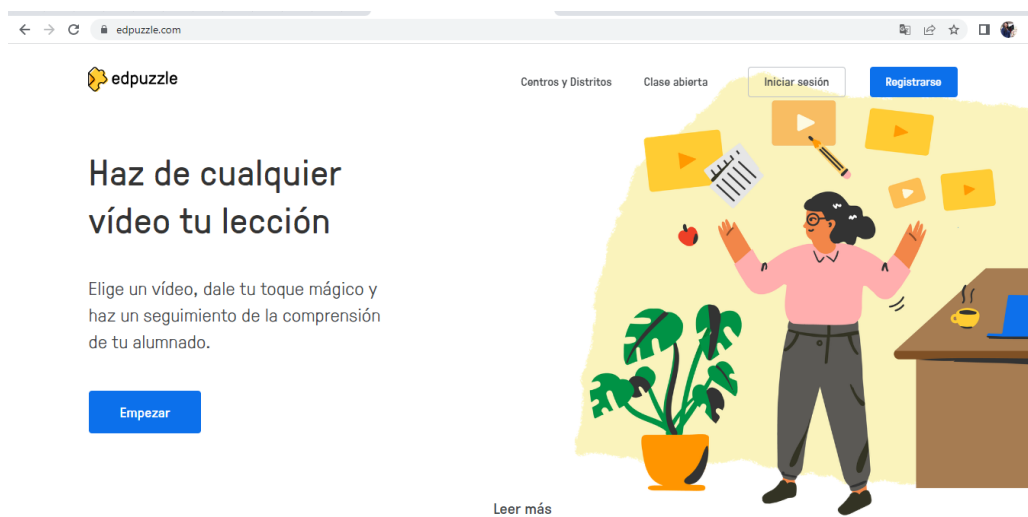 edpuzzle.com
edpuzzle
Centros y Distritos
Clase abierta
Iniciar sesión
Registrarse
Haz de cualquier
vídeo tu lección
Elige un vídeo, dale tu toque mágico y
haz un seguimiento de la comprensión
de tu alumnado.
Empezar
Leer más